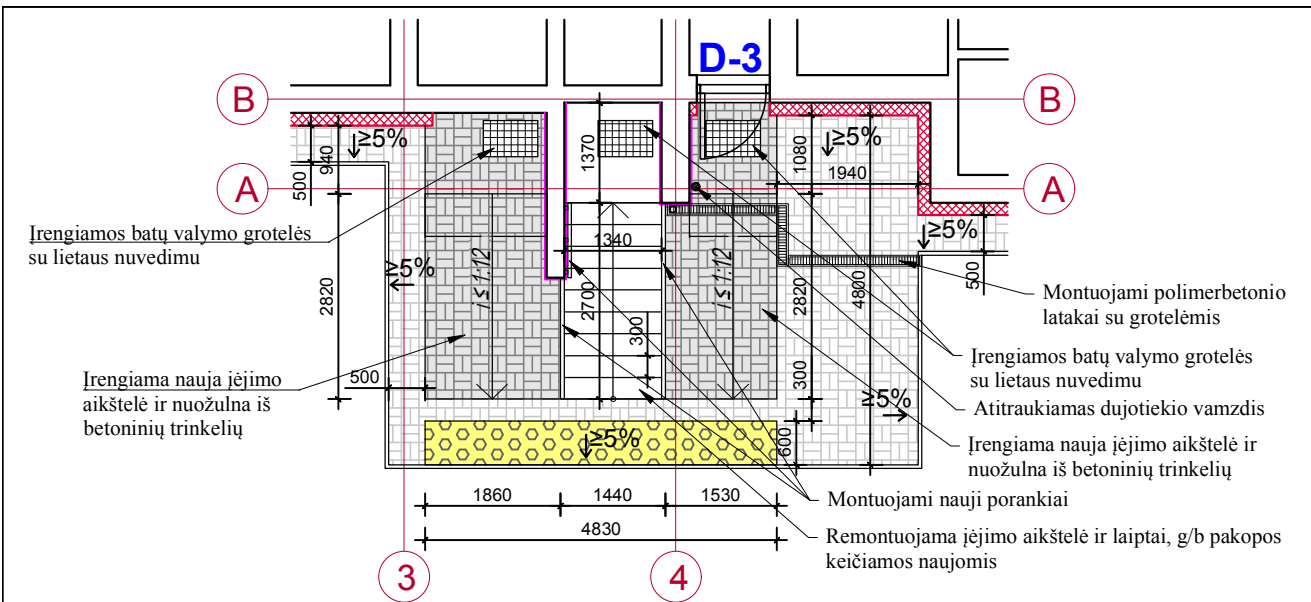 D-3
B
B
≥5%
≥5%
940
500
1370
1080
1940
A
A
Įrengiamos batų valymo grotelės
su lietaus nuvedimu
≥5%
500
1340
≥5%
i ≤ 1:12
i ≤ 1:12
2820
2700
2820
4800
300
Montuojami polimerbetonio
latakai su grotelėmis
Įrengiamos batų valymo grotelės
su lietaus nuvedimu
Įrengiama nauja įėjimo
aikštelė ir nuožulna iš
betoninių trinkelių
500
300
≥5%
Atitraukiamas dujotiekio vamzdis
≥5%
600
Įrengiama nauja įėjimo aikštelė ir
nuožulna iš betoninių trinkelių
1860
1440
1530
Montuojami nauji porankiai
4830
Remontuojama įėjimo aikštelė ir laiptai, g/b pakopos
keičiamos naujomis
3
4